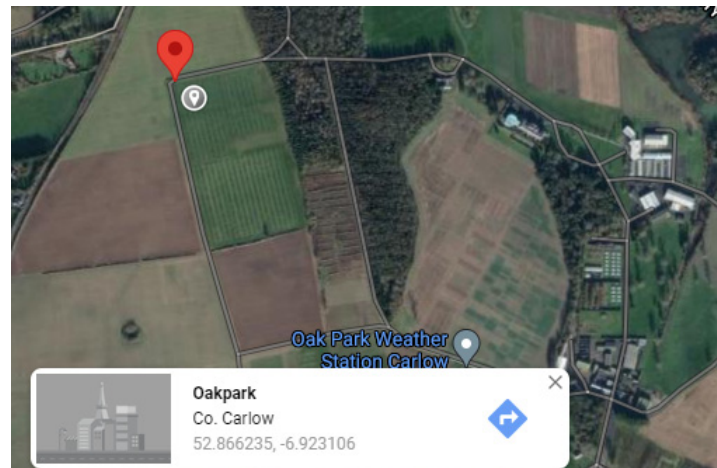 Oak Park Weather
Station Carlow
Oakpark
Co. Carlow
52.866235, -6.923106